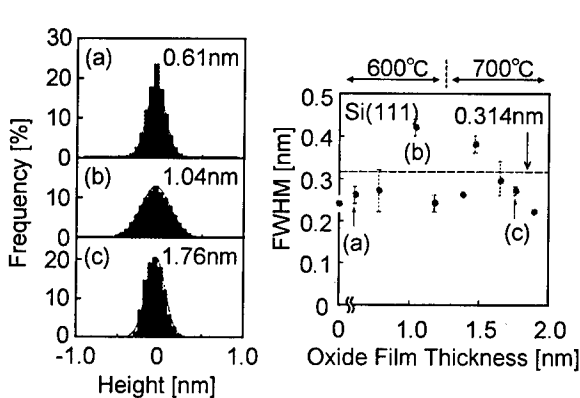 30
20
10
0
(a)
0.61nm
10
0
(b)
1.04nm
20
10
0
(c)
1.76nm
Frequency [%]
-1.0
0
1.0
Height [nm]
600℃
700℃
0.5
0.4
0.3
0.2
0.1
0
FWHM [nm]
Si(111)
0.314nm
(b)
(a)
(c)
0
1.0
1.5
2.0
Oxide Film Thickness [nm]